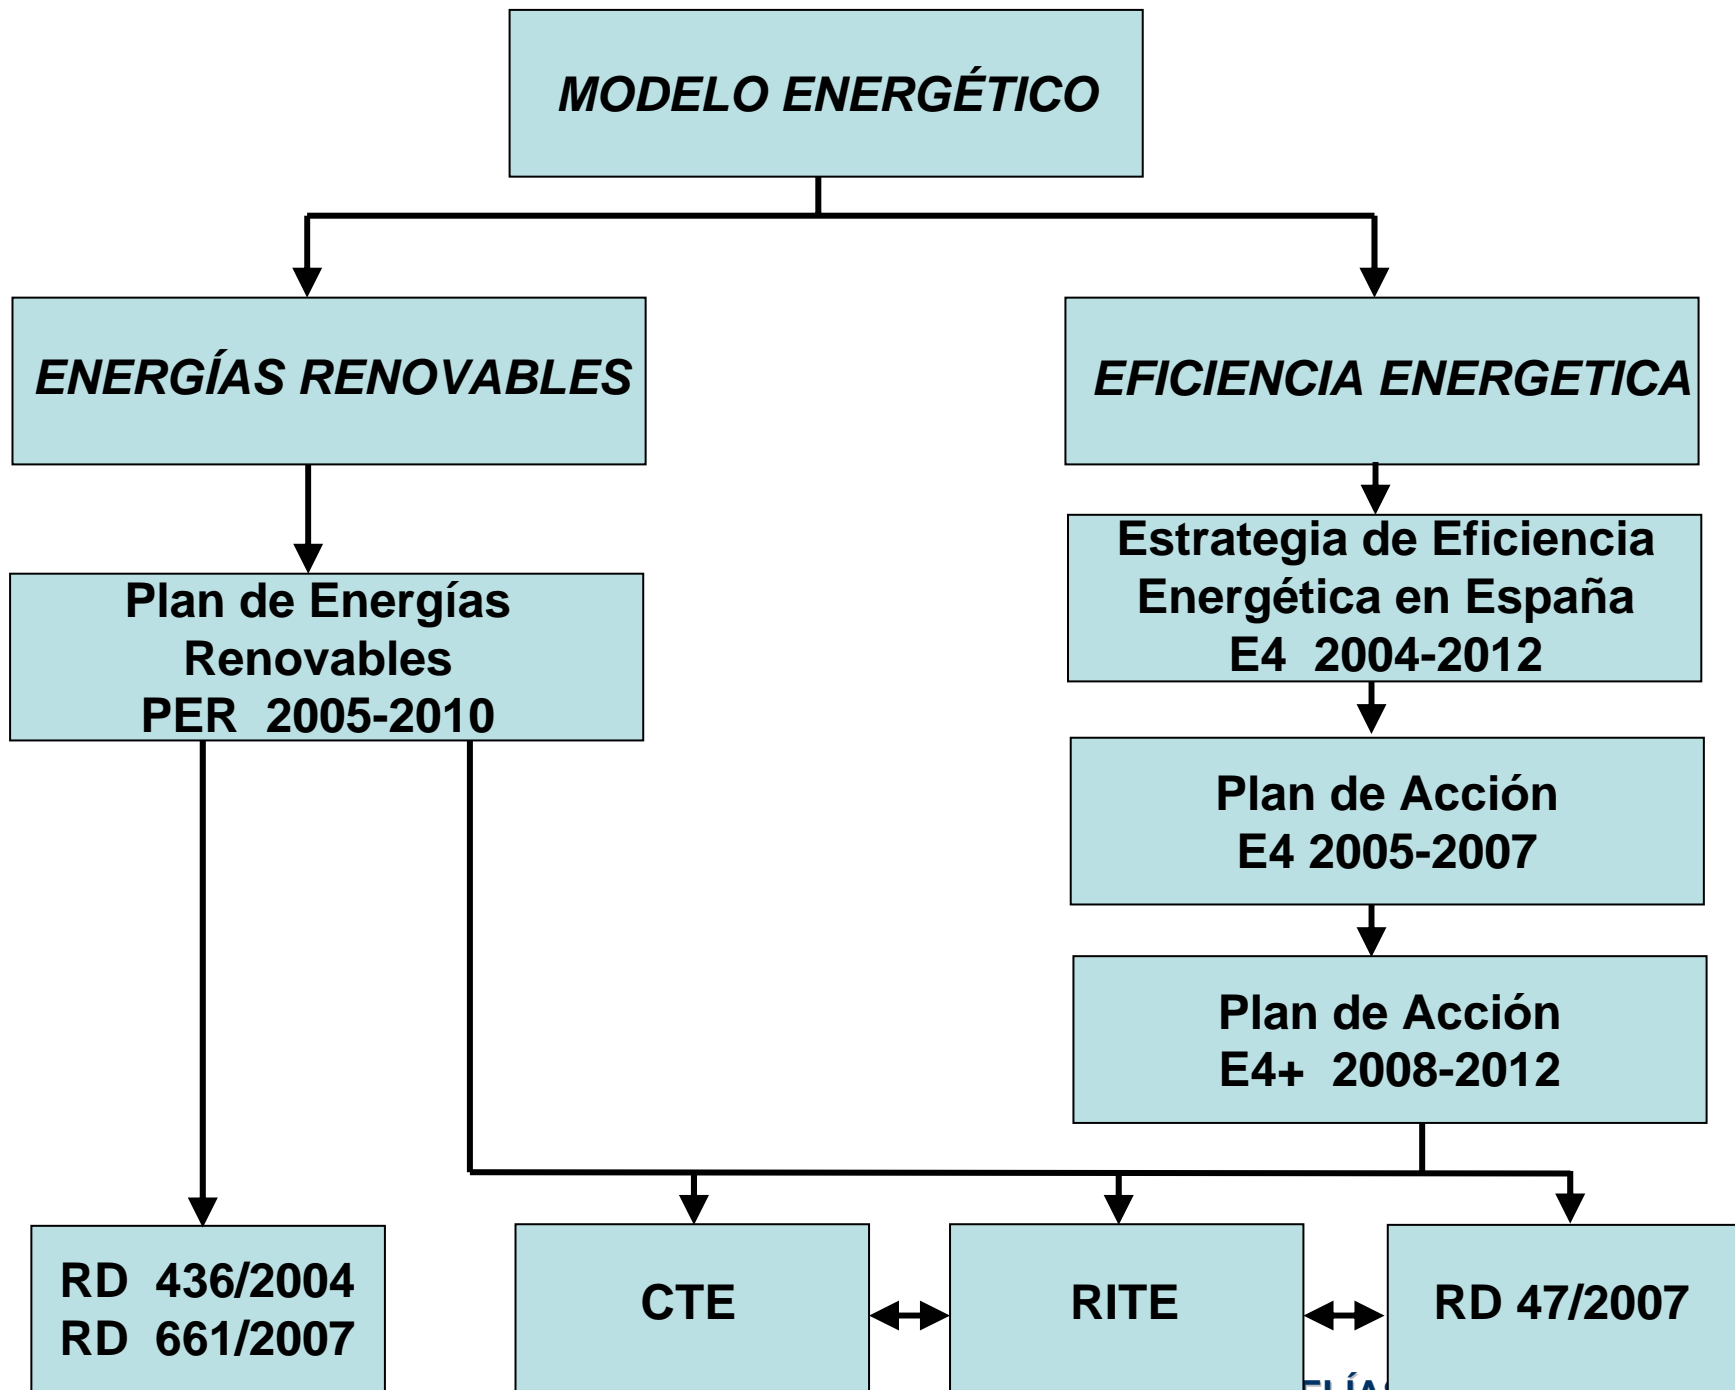 MODELO ENERGÉTICO
ENERGÍAS RENOVABLES
EFICIENCIA ENERGETICA
Plan de Energías
Renovables
PER 2005-2010
Estrategia de Eficiencia
Energética en España
E4 2004-2012
Plan de Acción
E4 2005-2007
Plan de Acción
E4+ 2008-2012
RD 436/2004
RD 661/2007
CTE
RITE
RD 47/2007